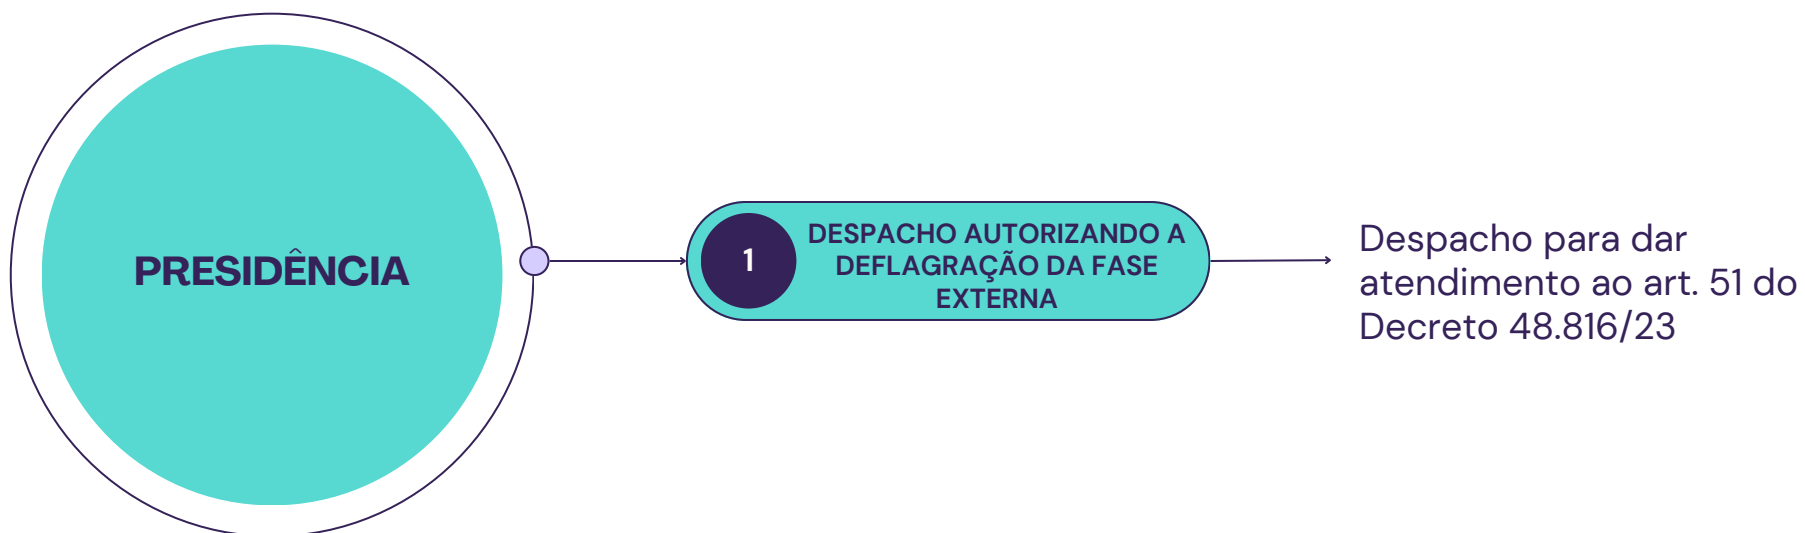 PRESIDÊNCIA
1
DESPACHO AUTORIZANDO A
DEFLAGRAÇÃO DA FASE
EXTERNA
Despacho para dar
atendimento ao art. 51 do
Decreto 48.816/23